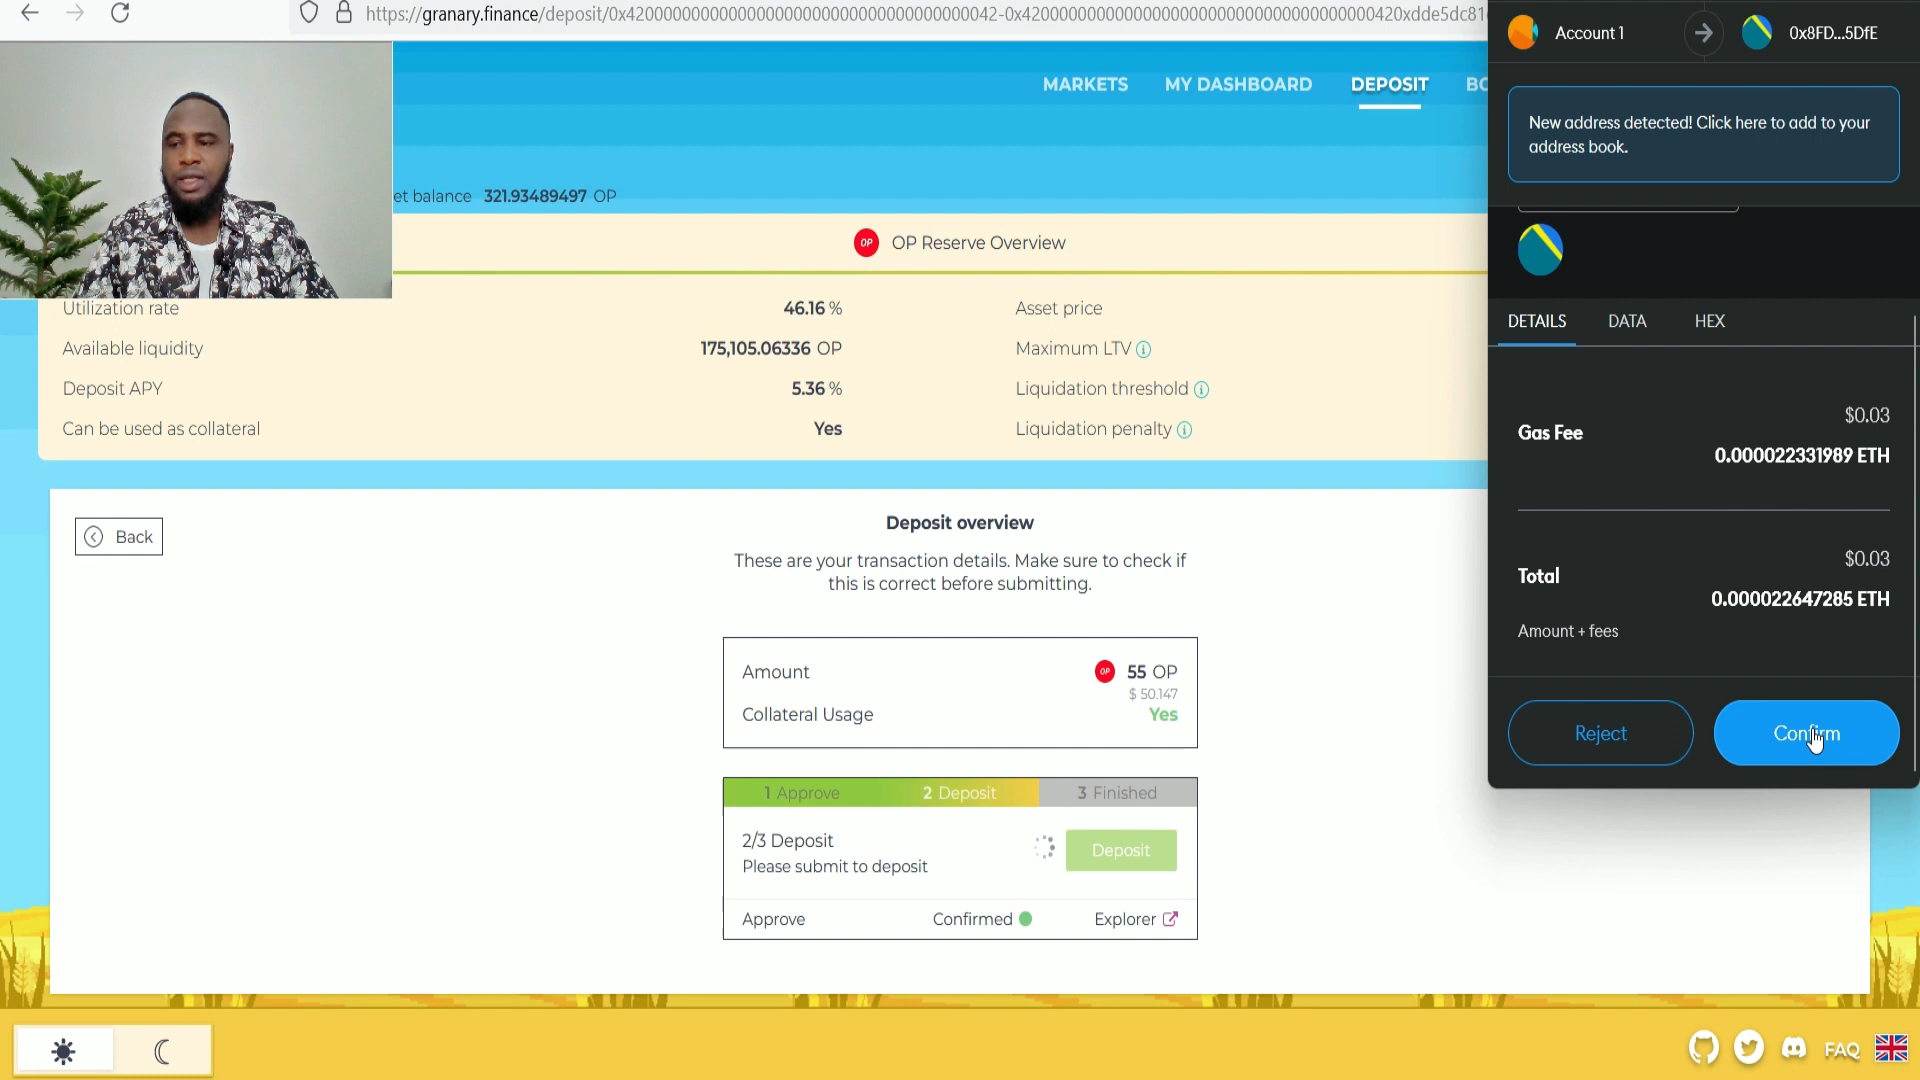 https://granary.finance/deposit/0x4200000000000000000000000000000000000042-0x42000000000000000000000000000000000000420xdde5dc81
MARKETS MY DASHBOARD DEPOSIT
et balance 321.93489497 OP
OP OP Reserve Overview
Utilization rate 46.16 % Asset price
Available liquidity 175,105.06336 OP Maximum LTV
Deposit APY 5.36 % Liquidation threshold
Can be used as collateral Yes Liquidation penalty
Back
Deposit overview
These are your transaction details. Make sure to check if
this is correct before submitting.
Amount OP 55 OP
$ 50.147
Collateral Usage Yes
1 Approve 2 Deposit 3 Finished
2/3 Deposit
Please submit to deposit
Deposit
Approve Confirmed Explorer
Account 1 0x8FD...5DfE
New address detected! Click here to add to your
address book.
DETAILS DATA HEX
$0.03
Gas Fee
0.000022331989 ETH
$0.03
Total
0.000022647285 ETH
Amount + fees
Reject Confirm
FAQ